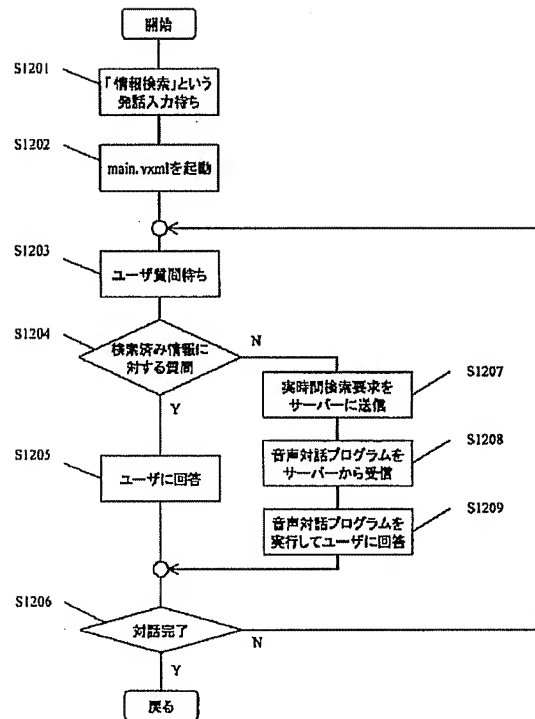 開始
S1201
「情報検索」という
発話入力待ち
S1202
main.vxmlを起動
S1203
ユーザ質問待ち
S1204
検索済み情報に
対する質問
N
Y
S1207
実時間検索要求を
サーバーに送信
S1205
ユーザに回答
S1208
音声対話プログラムを
サーバーから受信
S1209
音声対話プログラムを
実行してユーザに回答
S1206
対話完了
N
Y
戻る